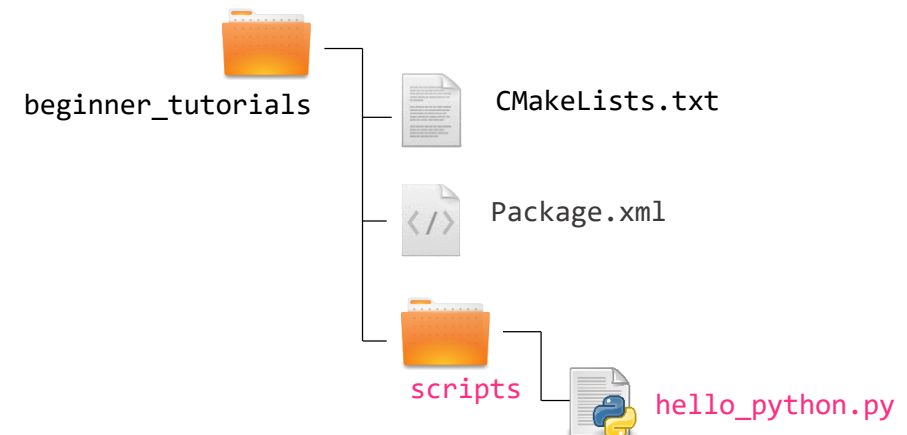 beginner_tutorials
CMakeLists.txt
Package.xml
scripts
hello_python.py